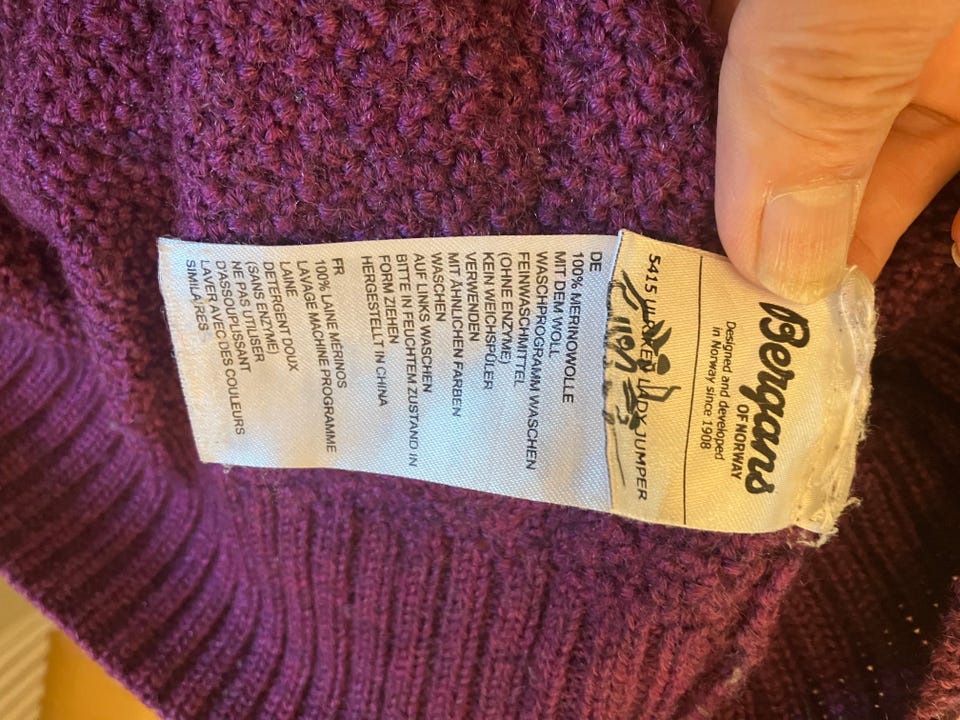 Bergans
OF NORWAY
Designed and developed
in Norway since 1908
5415 LADY JUMPER
DE
100% MERINOWOLLE
MIT DEM WOLL
WASCHPROGRAMM WASCHEN
FEINWASCHMITTEL
(OHNE ENZYME)
KEIN WEICHSPÜLER
VERWENDEN
MIT ÄHNLICHEN FARBEN
WASCHEN
AUF LINKS WASCHEN
BITTE IN FEUCHTEM ZUSTAND IN
FORM ZIEHEN
HERGESTELLT IN CHINA
FR
100% LAINE MÉRINOS
LAVAGE MACHINE PROGRAMME
LAINE
DETERGENT DOUX
(SANS ENZYME)
NE PAS UTILISER
D'ASSOUPLISSANT
LAVER AVEC DES COULEURS
SIMILAIRES